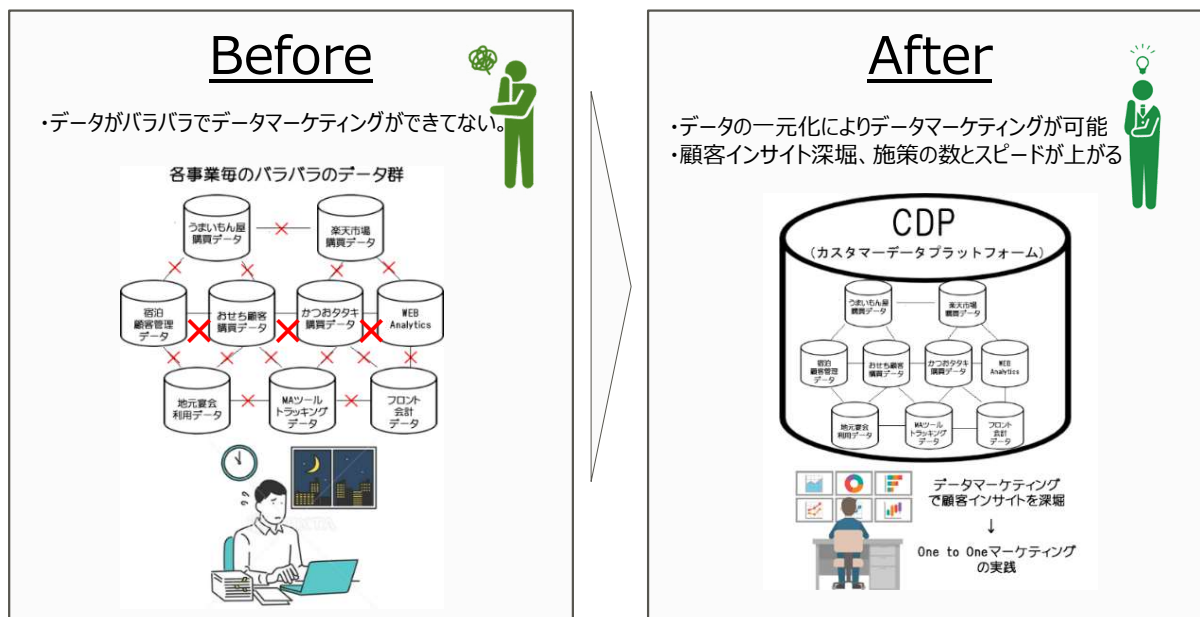 Before
・データがバラバラでデータマーケティングができてない。
各事業毎のバラバラのデータ群
うまいもん屋
購買データ
楽天市場
購買データ
宿泊
顧客管理
データ
おせち顧客
購買データ
かつおタタキ
購買データ
WEB
Analytics
地元宴会
利用データ
MAツール
トラッキング
データ
フロント
会計
データ
After
・データの一元化によりデータマーケティングが可能
・顧客インサイト深堀、施策の数とスピードが上がる
CDP
(カスタマーデータプラットフォーム)
うまいもん屋
購買データ
楽天市場
購買データ
宿泊
顧客管理
データ
おせち顧客
購買データ
かつおタタキ
購買データ
WEB
Analytics
地元宴会
利用データ
MAツール
トラッキング
データ
フロント
会計
データ
データマーケティング
で顧客インサイトを深堀
↓
One to Oneマーケティング
の実践